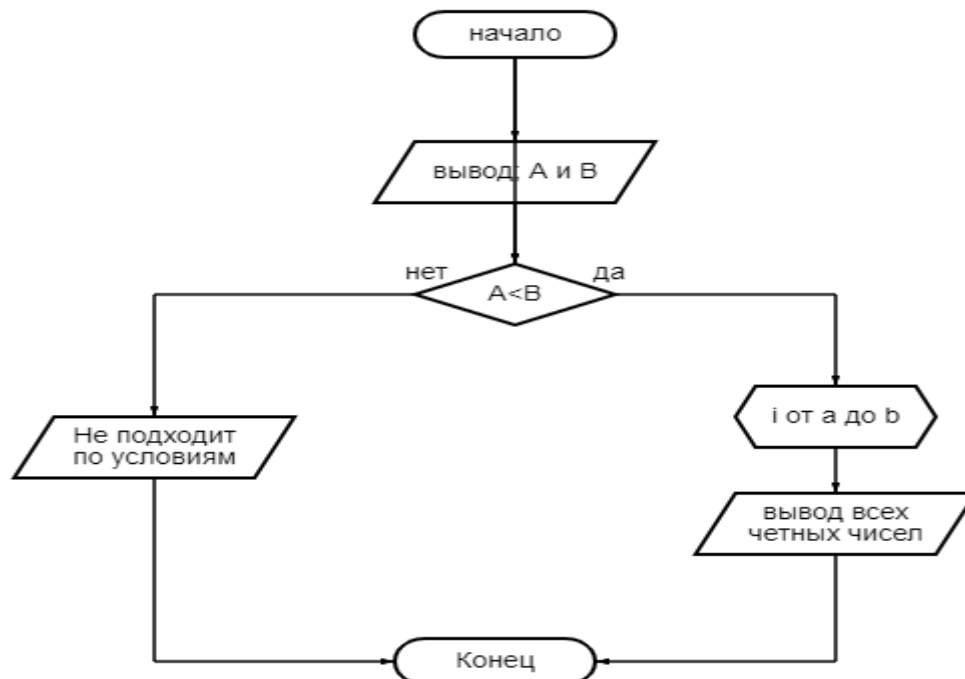 начало
вывод; А и В
нет
да
A<B
i от a до b
Не подходит
по условиям
вывод всех
четных чисел
Конец